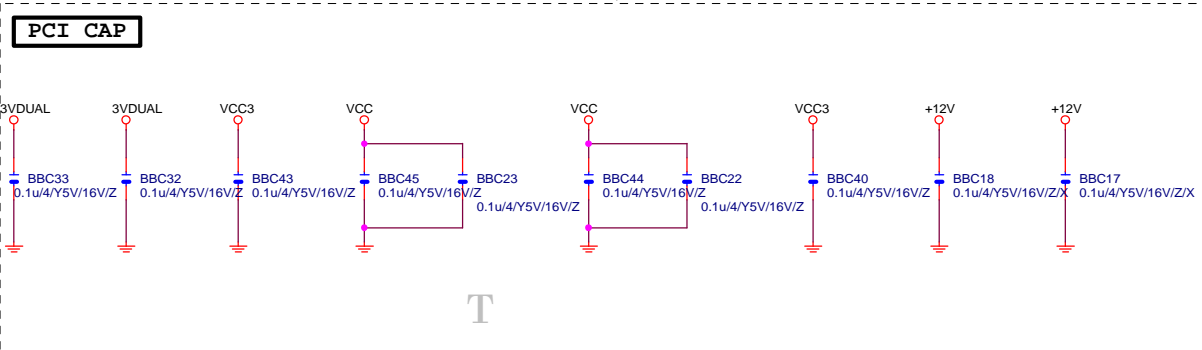 PCI CAP
3VDUAL 3VDUAL VCC3 VCC VCC VCC3 +12V +12V
BBC33 BBC32 BBC43 BBC45 BBC23 BBC44 BBC22 BBC40 BBC18 BBC17
0.1u/4/Y5V/16V/Z 0.1u/4/Y5V/16V/Z 0.1u/4/Y5V/16V/Z 0.1u/4/Y5V/16V/Z 0.1u/4/Y5V/16V/Z 0.1u/4/Y5V/16V/Z 0.1u/4/Y5V/16V/Z/X 0.1u/4/Y5V/16V/Z/X
0.1u/4/Y5V/16V/Z 0.1u/4/Y5V/16V/Z
T